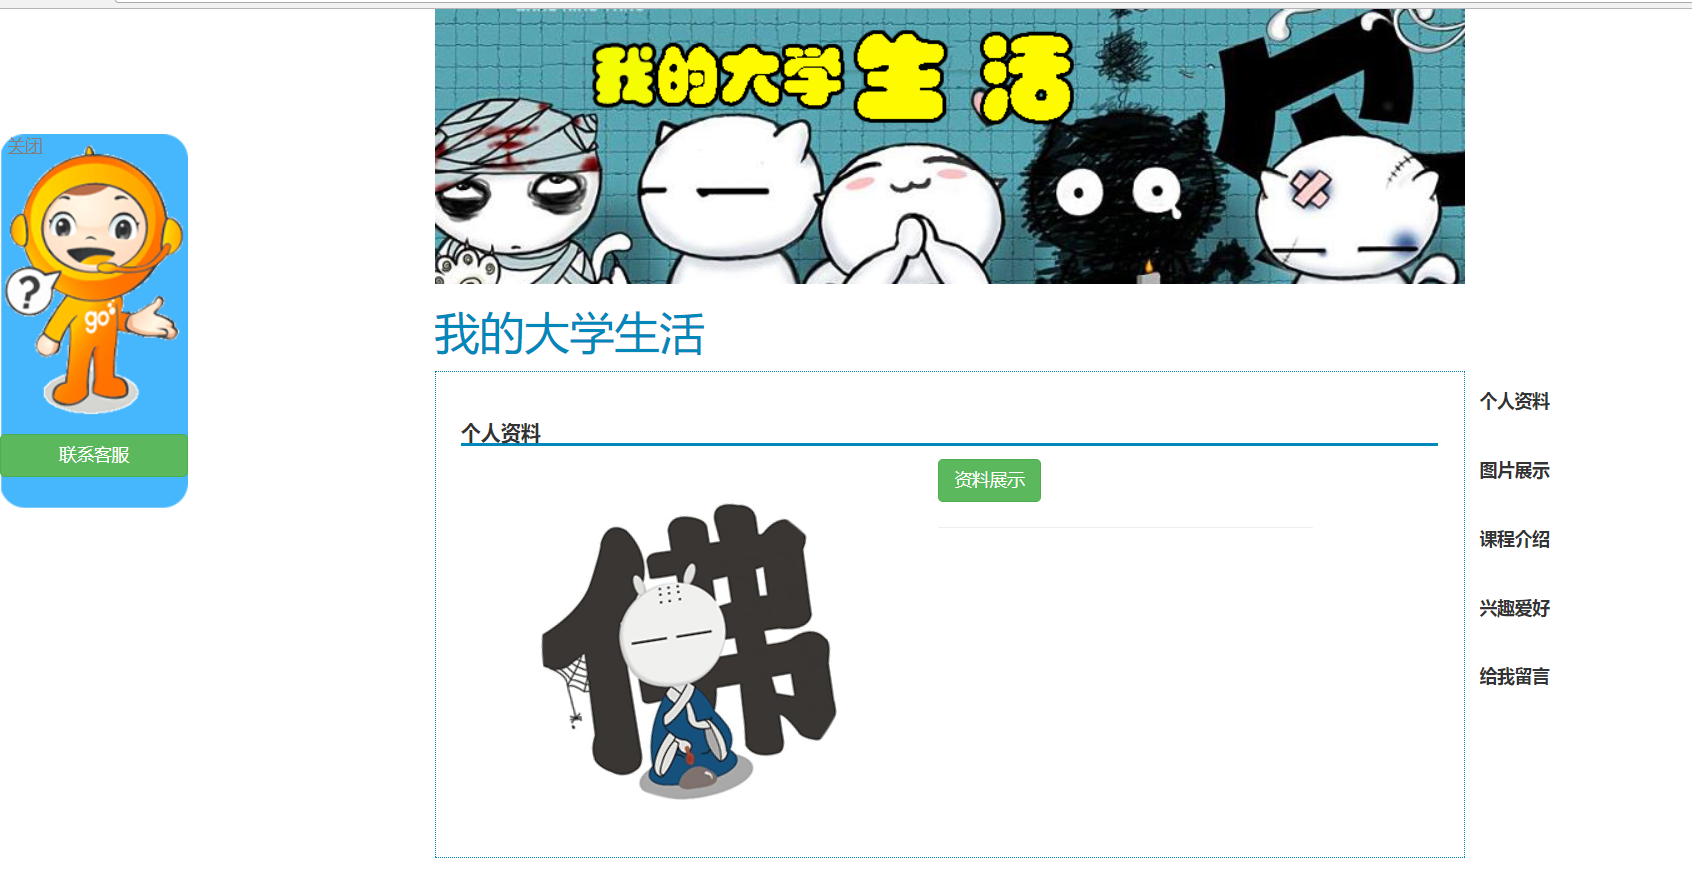 我的大学生活
关闭
?
go
联系客服
我的大学生活
个人资料
资料展示
佛
个人资料
图片展示
课程介绍
兴趣爱好
给我留言